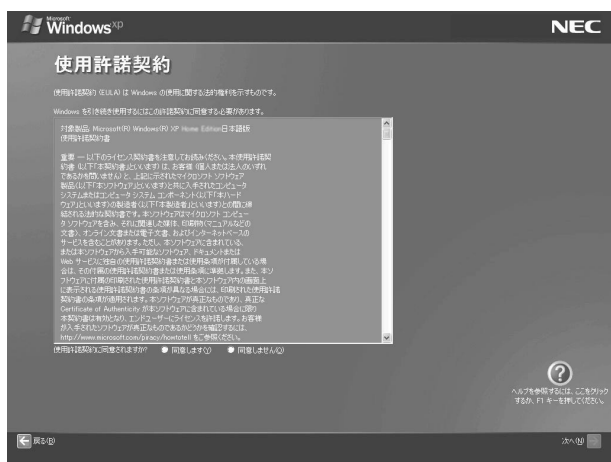 Microsoft
Windows xp
NEC
使用許諾契約
使用許諾契約 (EULA) は Windows の使用に関する法的権利を示すものです。
Windows を引き続き使用するにはこの許諾契約に同意する必要があります。
対象製品: Microsoft(R) Windows(R) XP Home Edition日本語版
使用許諾契約書
重要 ― 以下のライセンス契約書を注意してお読みください。本使用許諾契
約書 (以下「本契約書」といいます) は、お客様 (個人または法人のいずれ
であるかを問いません) と、上記に示されたマイクロソフト ソフトウェア
製品(以下「本ソフトウェア」といいます)と共に入手されたコンピュータ
システムまたはコンピュータ システム コンポーネント(以下「本ハード
ウェア」といいます)の製造者 (以下「本製造者」といいます)との間に締
結される法的な契約書です。本ソフトウェアはマイクロソフト コンピュー
タ ソフトウェアを含み、それに関連した媒体、印刷物(マニュアルなどの
文書)、オンライン文書または電子文書、およびインターネットベースの
サービスを含むことがあります。ただし、本ソフトウェアに含まれている、
または本ソフトウェアから入手可能なソフトウェア、ドキュメントまたは
Web サービスに独自の使用許諾契約書または使用条項が付属している場
合は、その付属の使用許諾契約書または使用条項に準拠します。また、本ソ
フトウェアに付属の印刷された使用許諾契約書と本ソフトウェア内の画面上
に表示される使用許諾契約書の条項が異なる場合には、印刷された使用許諾
契約書の条項が適用されます。本ソフトウェアが真正なものであり、真正な
Certificate of Authenticity が本ソフトウェアに含まれている場合に限り
本契約書は有効となり、エンドユーザーにライセンスを許諾します。お客様
が入手されたソフトウェアが真正なものであるかどうかを確認するには、
http://www.microsoft.com/piracy/howtotell をご参照ください。
使用許諾契約に同意されますか? 同意します(Y) 同意しません(O)
ヘルプを参照するには、ここをクリック
するか、F1 キーを押してください。
戻る(B)
次へ(N)